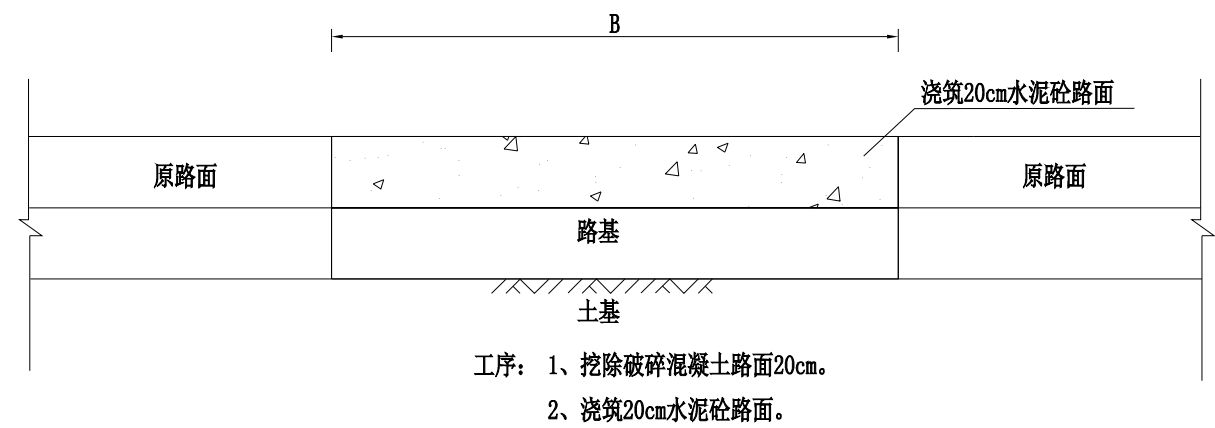 B
浇筑20cm水泥砼路面
原路面
原路面
路基
土基
工序：1、挖除破碎混凝土路面20cm。
2、浇筑20cm水泥砼路面。